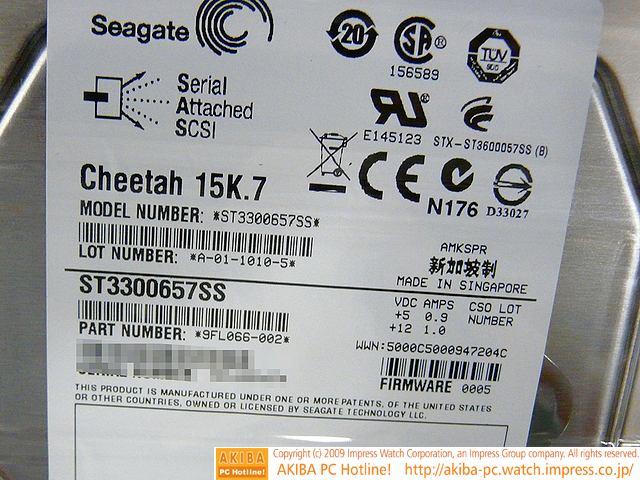 Seagate
20
SA ®
156589
TÜV
Serial
Attached
SCSI
E145123 STX-ST3600057SS (B)
Cheetah 15K.7
CE
N176 D33027
MODEL NUMBER: *ST3300657SS*
LOT NUMBER: *A-01-1010-5*
AMKSPR
新加坡制
MADE IN SINGAPORE
ST3300657SS
VDC AMPS CSO LOT
+5 0.9 NUMBER
+12 1.0
PART NUMBER: *9FL066-002*
WWN:5000C5000947204C
FIRMWARE 0005
THIS PRODUCT IS MANUFACTURED UNDER ONE OR MORE PATENTS, OF THE UNITED STATES
OR OTHER COUNTRIES, OWNED OR LICENSED BY SEAGATE TECHNOLOGY LLC.
AKIBA
PC Hotline!
Copyright (c) 2009 Impress Watch Corporation, an Impress Group company. All rights reserved.
AKIBA PC Hotline! http://akiba-pc.watch.impress.co.jp/